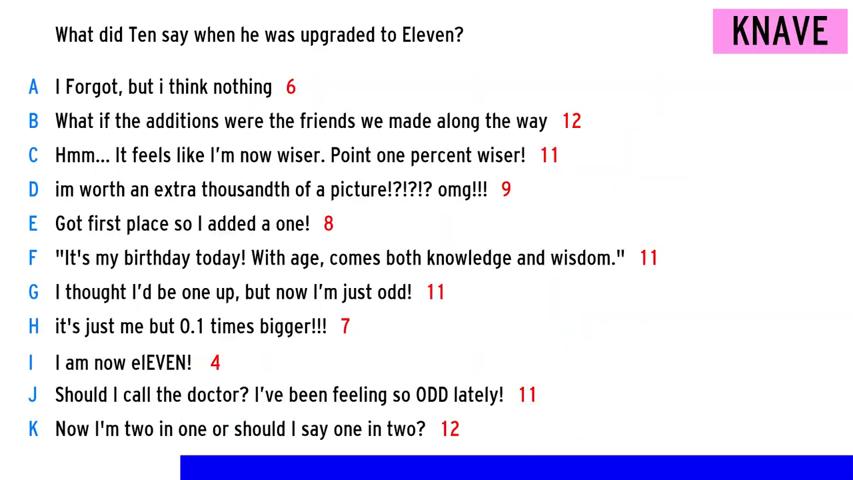 What did Ten say when he was upgraded to Eleven?
KNAVE
A I Forgot, but i think nothing 6
B What if the additions were the friends we made along the way 12
C Hmm... It feels like I'm now wiser. Point one percent wiser! 11
D im worth an extra thousandth of a picture!?!?!? omg!!! 9
E Got first place so I added a one! 8
F "It's my birthday today! With age, comes both knowledge and wisdom." 11
G I thought I'd be one up, but now I'm just odd! 11
H it's just me but 0.1 times bigger!!! 7
I I am now elEVEN! 4
J Should I call the doctor? I've been feeling so ODD lately! 11
K Now I'm two in one or should I say one in two? 12